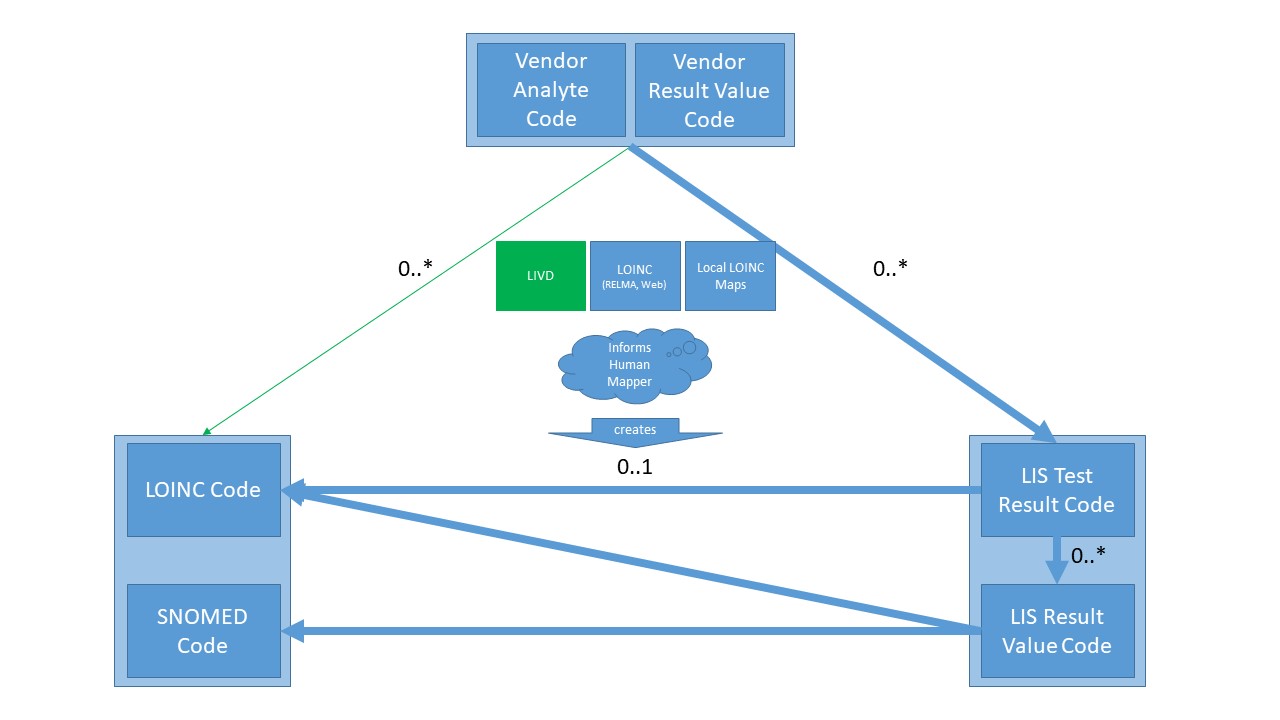 Vendor
Analyte
Code
Vendor
Result Value
Code
0..*
LIVD
LOINC
(RELMA, Web)
Local LOINC
Maps
0..*
Informs
Human
Mapper
creates
0..1
LOINC Code
LIS Test
Result Code
0..*
SNOMED
Code
LIS Result
Value Code